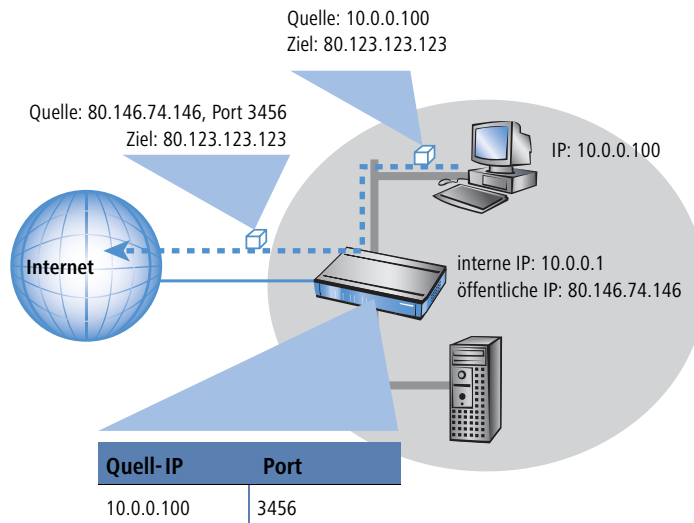 Quelle: 10.0.0.100
Ziel: 80.123.123.123
Quelle: 80.146.74.146, Port 3456
Ziel: 80.123.123.123
IP: 10.0.0.100
Internet
interne IP: 10.0.0.1
öffentliche IP: 80.146.74.146
Quell-IP Port
10.0.0.100 3456